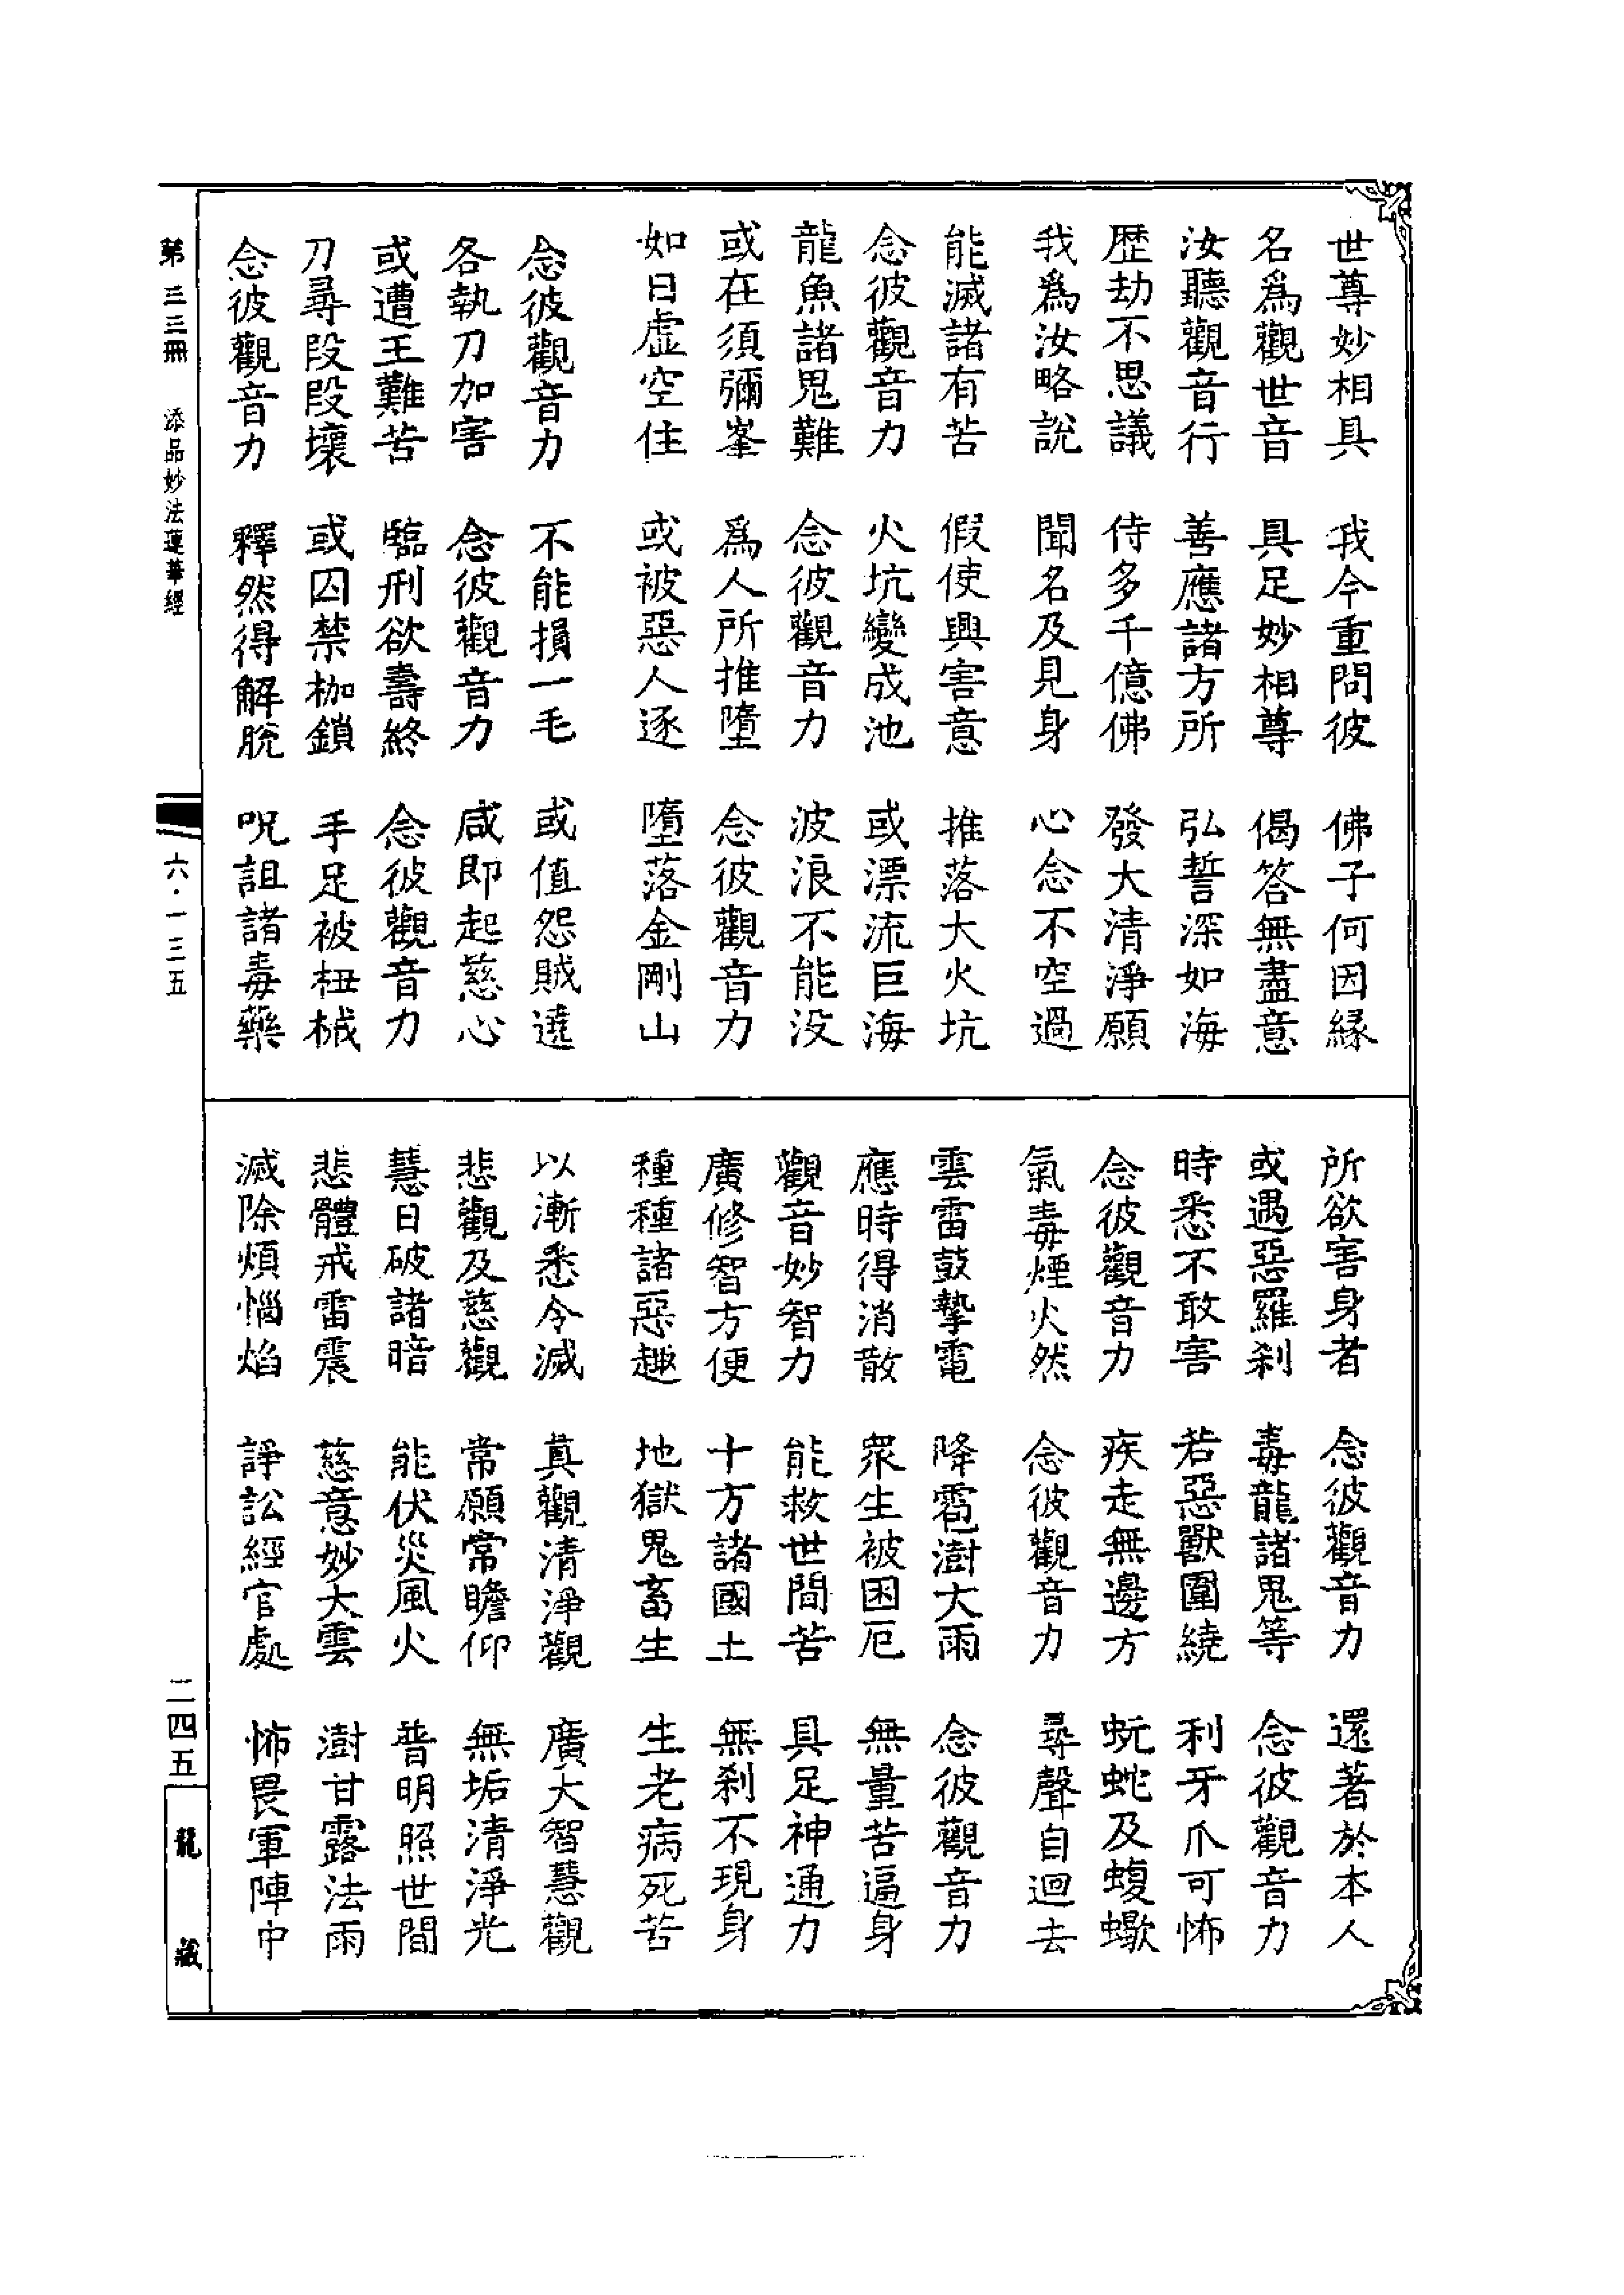 世尊妙相具　我今重問彼　佛子何因縁
名爲觀世音　具足妙相尊　偈答無盡意
汝聽觀音行　善應諸方所　弘誓深如海
歷劫不思議　侍多千億佛　發大清淨願
我爲汝略說　聞名及見身　心念不空過
能滅諸有苦　假使興害意　推落大火坑
念彼觀音力　火坑變成池　或漂流巨海
龍魚諸鬼難　念彼觀音力　波浪不能没
或在須彌峯　爲人所推墮　念彼觀音力
如日虛空住　或被惡人逐　墮落金剛山
念彼觀音力　不能損一毛　或值怨賊遶
各執刀加害　念彼觀音力　咸即起慈心
或遭王難苦　臨刑欲壽終　念彼觀音力
刀尋段段壞　或囚禁枷鎖　手足被杻械
念彼觀音力　釋然得解脫　呪詛諸毒藥
所欲害身者　念彼觀音力　還著於本人
或遇惡羅刹　毒龍諸鬼等　念彼觀音力
時悉不敢害　若惡獸圍繞　利牙爪可怖
念彼觀音力　疾走無邊方　蚖蛇及蝮蠍
氣毒煙火然　念彼觀音力　尋聲自迴去
雲雷鼓掣電　降雹澍大雨　念彼觀音力
應時得消散　衆生被困厄　無量苦逼身
觀音妙智力　能救世間苦　具足神通力
廣修智方便　十方諸國土　無刹不現身
種種諸惡趣　地獄鬼畜生　生老病死苦
以漸悉令滅　真觀清淨觀　廣大智慧觀
悲觀及慈觀　常願常瞻仰　無垢清淨光
慧日破諸暗　能伏災風火　普明照世間
悲體戒雷震　慈意妙大雲　澍甘露法雨
滅除煩惱焰　諍訟經官處　怖畏軍陣中
第三三冊　添品妙法蓮華經　六·一三五　二四五　龍藏